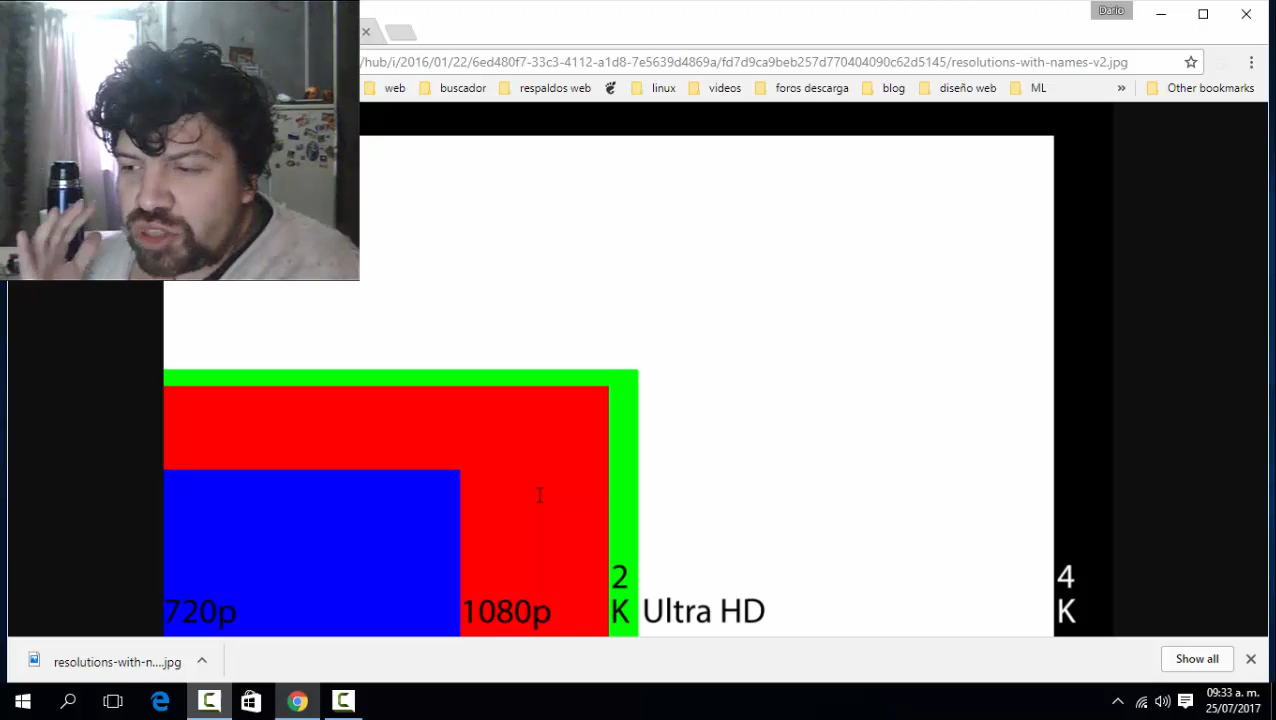 Dario
/hub/i/2016/01/22/6ed480f7-33c3-4112-a1d8-7e5639d4869a/fd7d9ca9beb257d770404090c62d5145/resolutions-with-names-v2.jpg
web buscador respaldos web linux videos foros descarga blog diseño web ML » Other bookmarks
720p
1080p
2
K
Ultra HD
4
K
resolutions-with-n....jpg
Show all
09:33 a. m.
25/07/2017